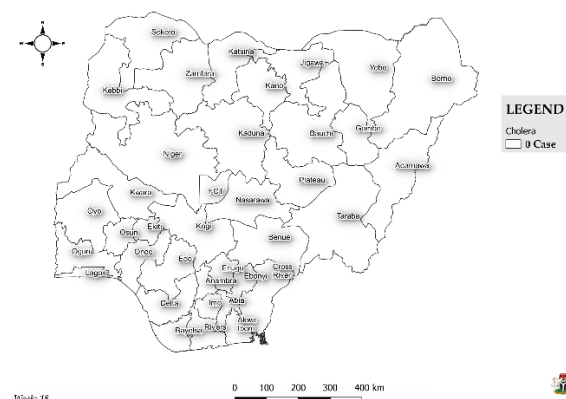 Sokoto
Katsina
Jigawa
Yobe
Zamfara
Borno
Kebbi
Kano
LEGEND
Cholera
0 Case
Kaduna
Bauchi
Gombe
Niger
Adamawa
Plateau
FCT
Kwara
Nasarawa
Oyo
Taraba
Kogi
Osun
Ekiti
Benue
Ogun
Ondo
Edo
Enugu
Cross
River
Lagos
Ebonyi
Anambra
Delta
Imo
Abia
Akwa
Ibom
Rivers
Bayelsa
0 100 200 300 400 km